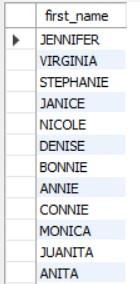 first_name
JENNIFER
VIRGINIA
STEPHANIE
JANICE
NICOLE
DENISE
BONNIE
ANNIE
CONNIE
MONICA
JUANITA
ANITA